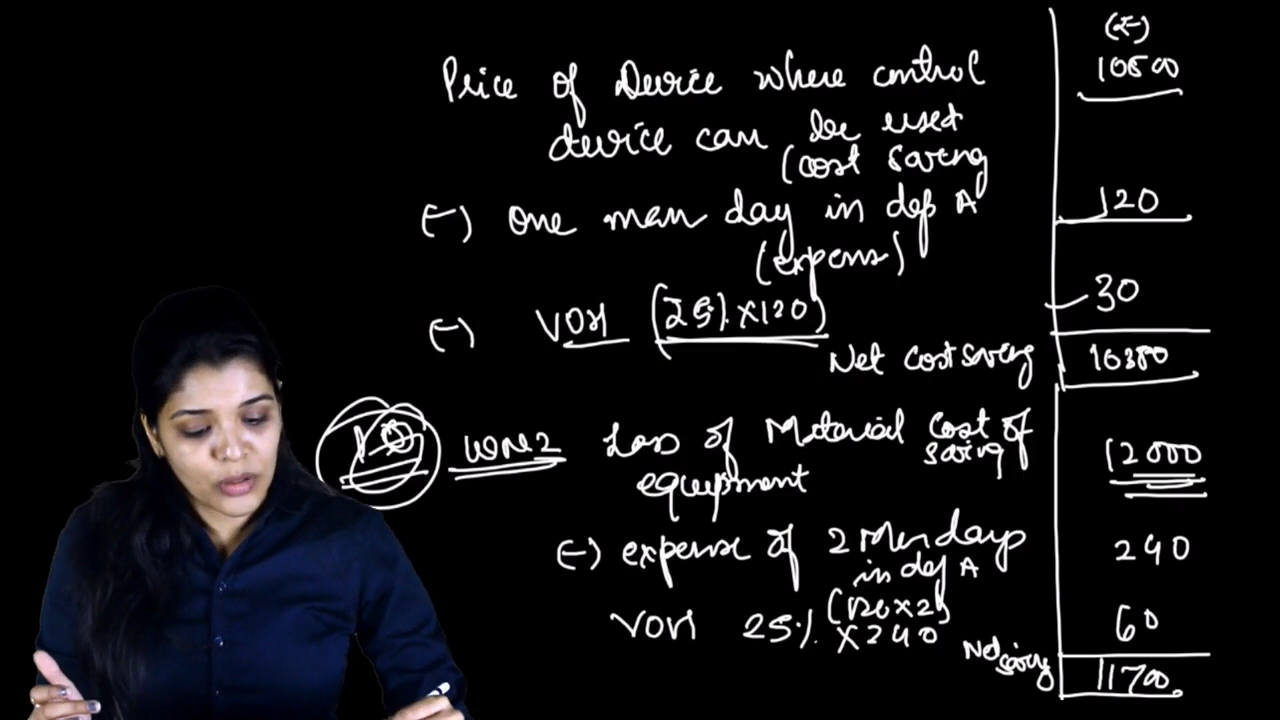 (₹)
Price of Device where control 10500
device can be used
(cost saving
(-) One man day in dep A 120
(expense)
(-) VOH (25% x 120) 30
Net cost saving 10350
WN2 Loss of Material cost of
saving
equipment 12000
(-) expense of 2 Men days 240
in dep A
(120x2)
VOH 25% x 240 60
Net saving 11700